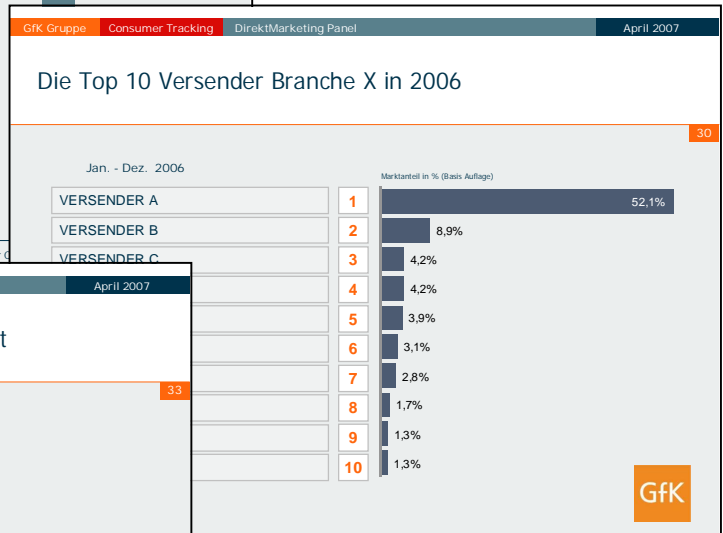 GfK Gruppe Consumer Tracking DirektMarketing Panel April 2007
Die Top 10 Versender Branche X in 2006
30
Jan. - Dez. 2006
Marktanteil in % (Basis Auflage)
VERSENDER A 1 52,1%
VERSENDER B 2 8,9%
VERSENDER C 3 4,2%
4 4,2%
5 3,9%
6 3,1%
7 2,8%
8 1,7%
9 1,3%
10 1,3%
GfK
April 2007
t
33